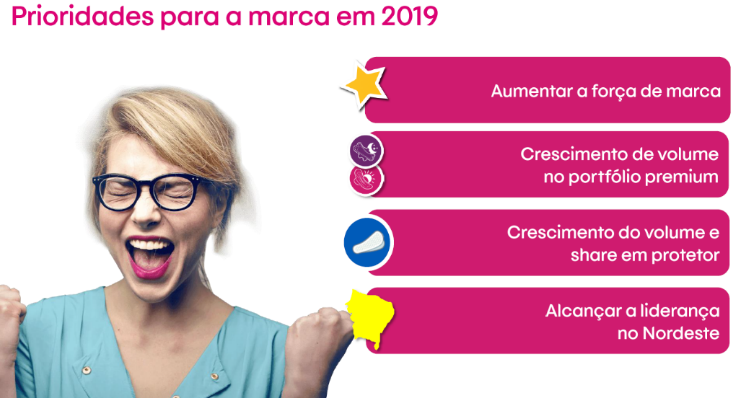 Prioridades para a marca em 2019
Aumentar a força de marca
Crescimento de volume
no portfólio premium
Crescimento do volume e
share em protetor
Alcançar a liderança
no Nordeste